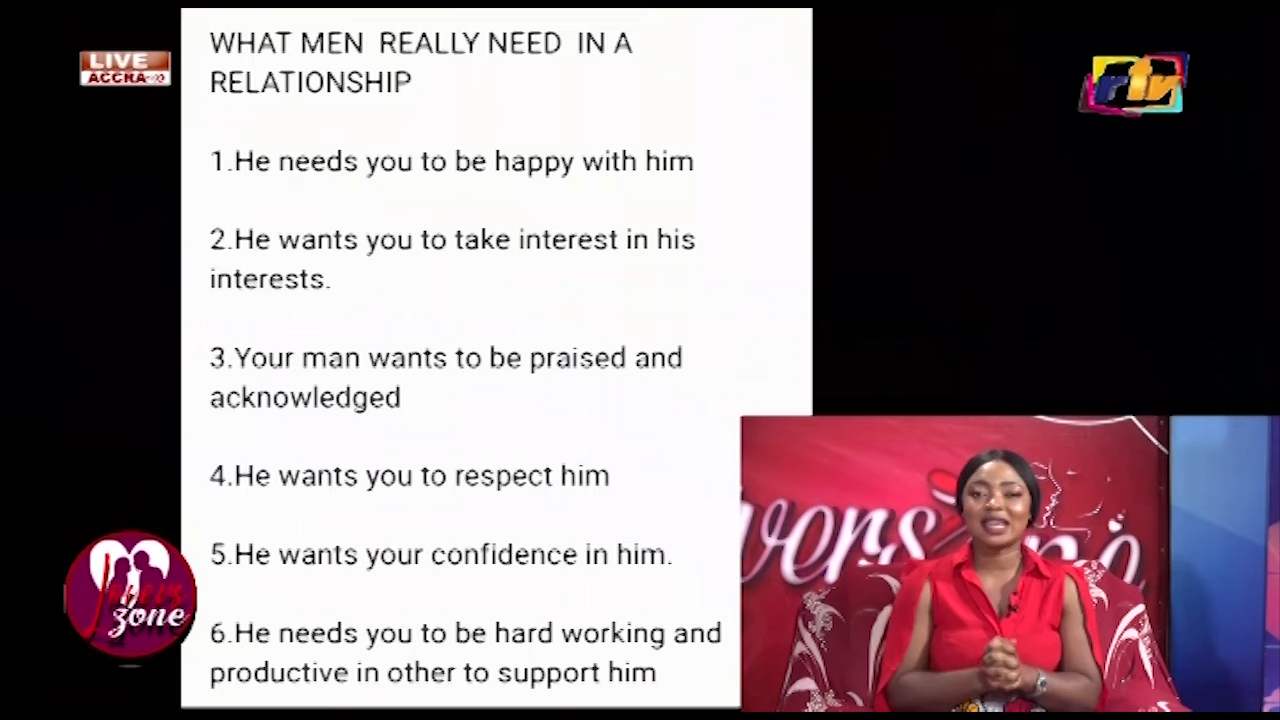 LIVE
ACCRA
rtv
WHAT MEN REALLY NEED IN A
RELATIONSHIP
1.He needs you to be happy with him
2.He wants you to take interest in his
interests.
3.Your man wants to be praised and
acknowledged
4.He wants you to respect him
5.He wants your confidence in him.
6.He needs you to be hard working and
productive in other to support him
Lovers
zone
vers